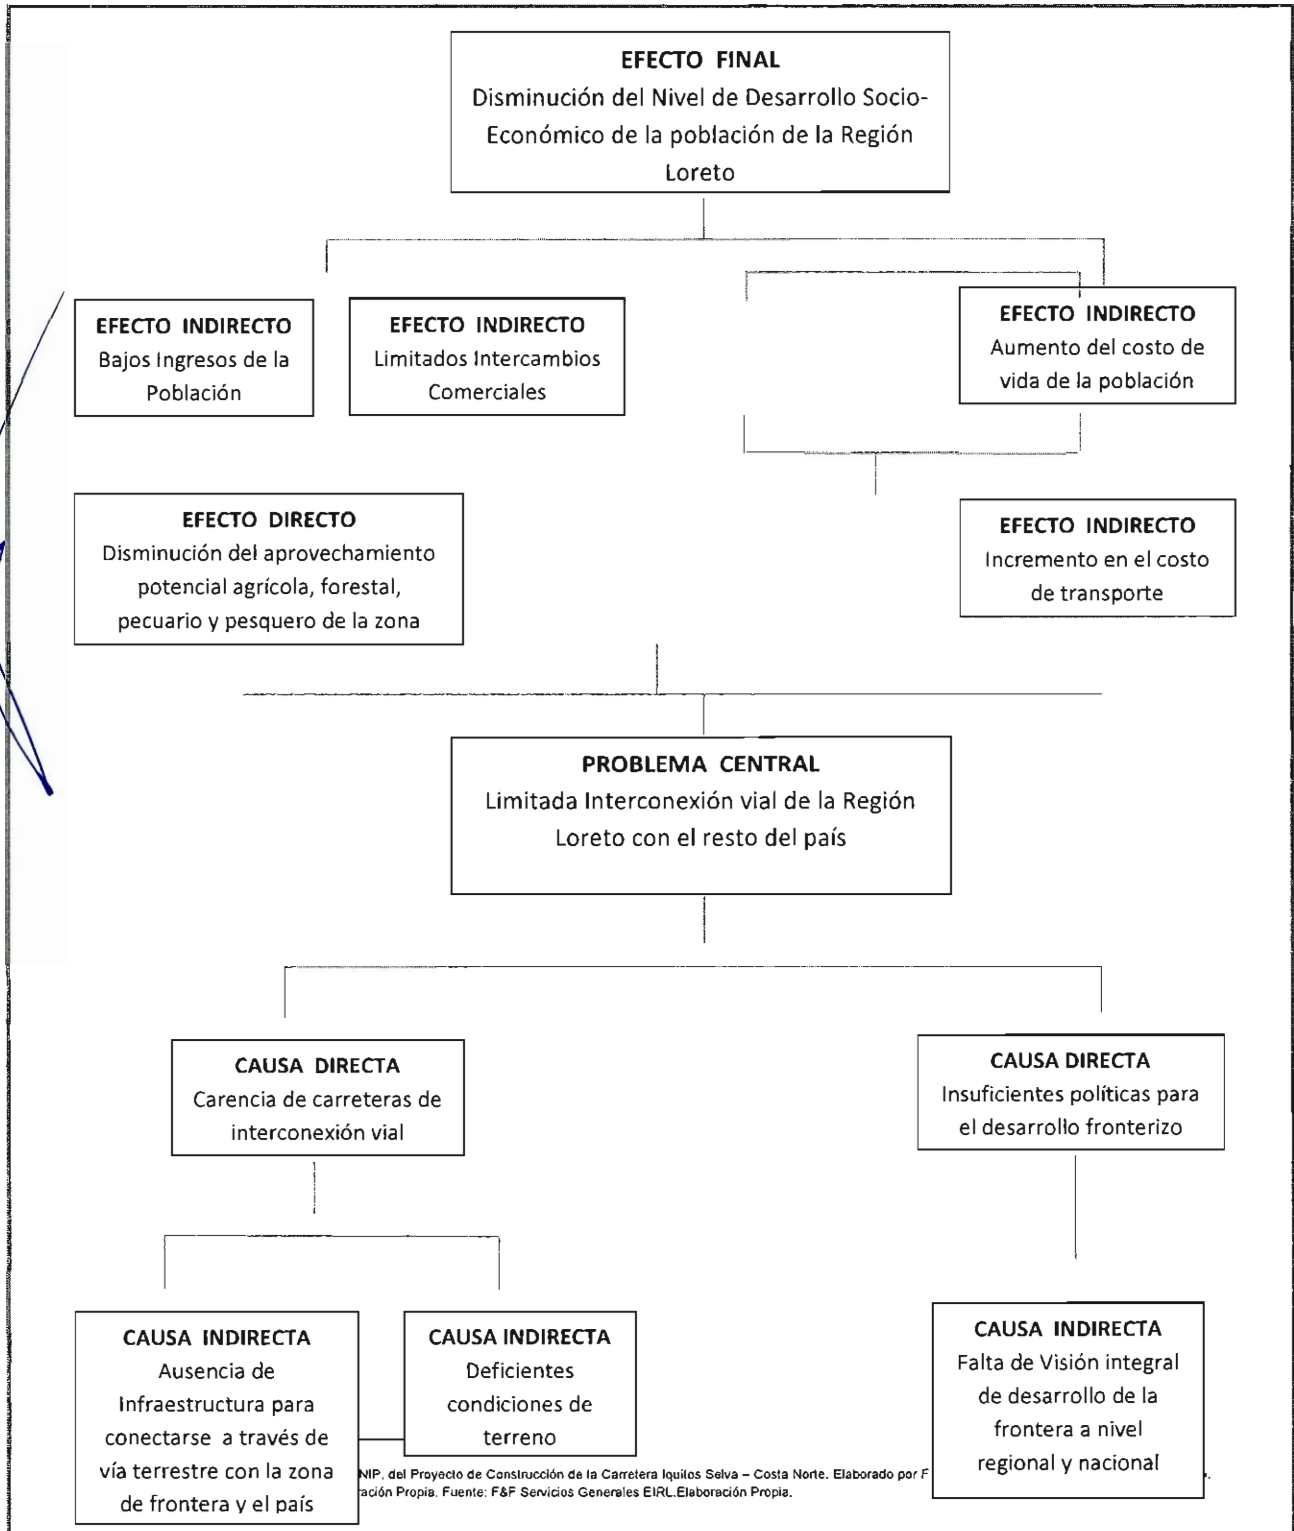 EFECTO FINAL
Disminución del Nivel de Desarrollo Socio-
Económico de la población de la Región
Loreto
EFECTO INDIRECTO
Bajos Ingresos de la
Población
EFECTO INDIRECTO
Limitados Intercambios
Comerciales
EFECTO INDIRECTO
Aumento del costo de
vida de la población
EFECTO DIRECTO
Disminución del aprovechamiento
potencial agrícola, forestal,
pecuario y pesquero de la zona
EFECTO INDIRECTO
Incremento en el costo
de transporte
PROBLEMA CENTRAL
Limitada Interconexión vial de la Región
Loreto con el resto del país
CAUSA DIRECTA
Carencia de carreteras de
interconexión vial
CAUSA DIRECTA
Insuficientes políticas para
el desarrollo fronterizo
CAUSA INDIRECTA
Ausencia de
Infraestructura para
conectarse a través de
vía terrestre con la zona
de frontera y el país
CAUSA INDIRECTA
Deficientes
condiciones de
terreno
CAUSA INDIRECTA
Falta de Visión integral
de desarrollo de la
frontera a nivel
regional y nacional
NIP, del Proyecto de Construcción de la Carretera Iquitos Selva – Costa Norte. Elaborado por F
ación Propia. Fuente: F&F Servicios Generales EIRL.Elaboración Propia.